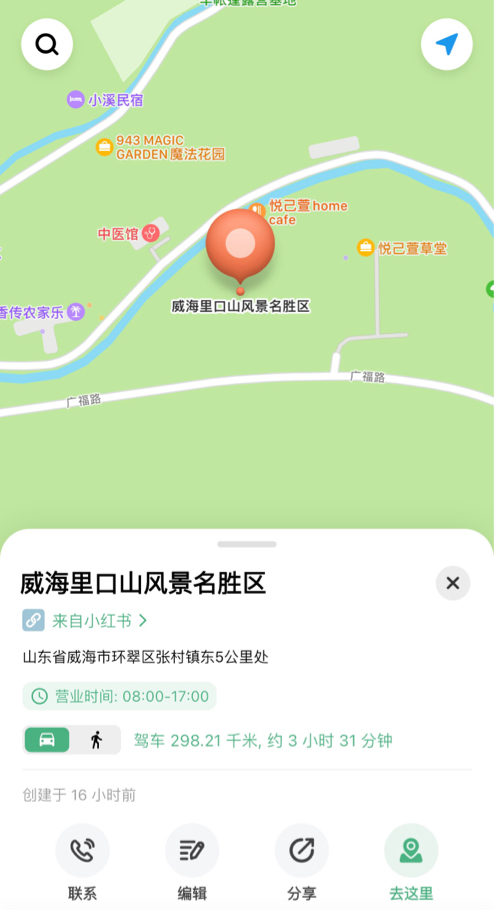 小溪民宿
943 MAGIC
GARDEN魔法花园
悦己萱home
cafe
中医馆
悦己萱草堂
香传农家乐
威海里口山风景名胜区
广福路
广福路
威海里口山风景名胜区
来自小红书
山东省威海市环翠区张村镇东5公里处
营业时间: 08:00-17:00
驾车 298.21 千米, 约 3 小时 31 分钟
创建于 16 小时前
联系
编辑
分享
去这里